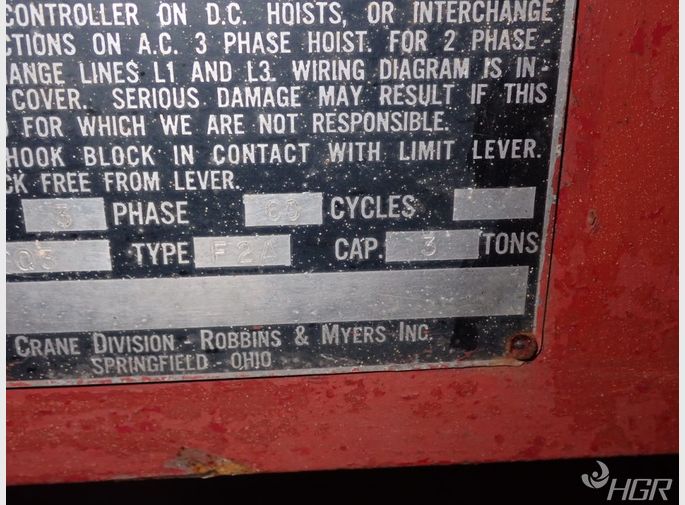 CONTROLLER ON D.C. HOISTS, OR INTERCHANGE
CTIONS ON A.C. 3 PHASE HOIST. FOR 2 PHASE-
ANGE LINES L1 AND L3. WIRING DIAGRAM IS IN-
COVER. SERIOUS DAMAGE MAY RESULT IF THIS
D FOR WHICH WE ARE NOT RESPONSIBLE.
HOOK BLOCK IN CONTACT WITH LIMIT LEVER.
CK FREE FROM LEVER.
3 PHASE 60 CYCLES
TYPE F2A CAP. 3 TONS
CRANE DIVISION - ROBBINS & MYERS INC.
SPRINGFIELD - OHIO
HGR